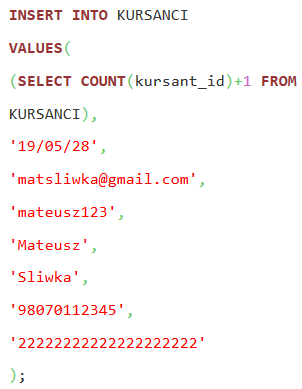 INSERT INTO KURSANCI
VALUES(
(SELECT COUNT(kursant_id)+1 FROM
KURSANCI),
'19/05/28',
'matsliwka@gmail.com',
'mateusz123',
'Mateusz',
'Sliwka',
'98070112345',
'22222222222222222222'
);